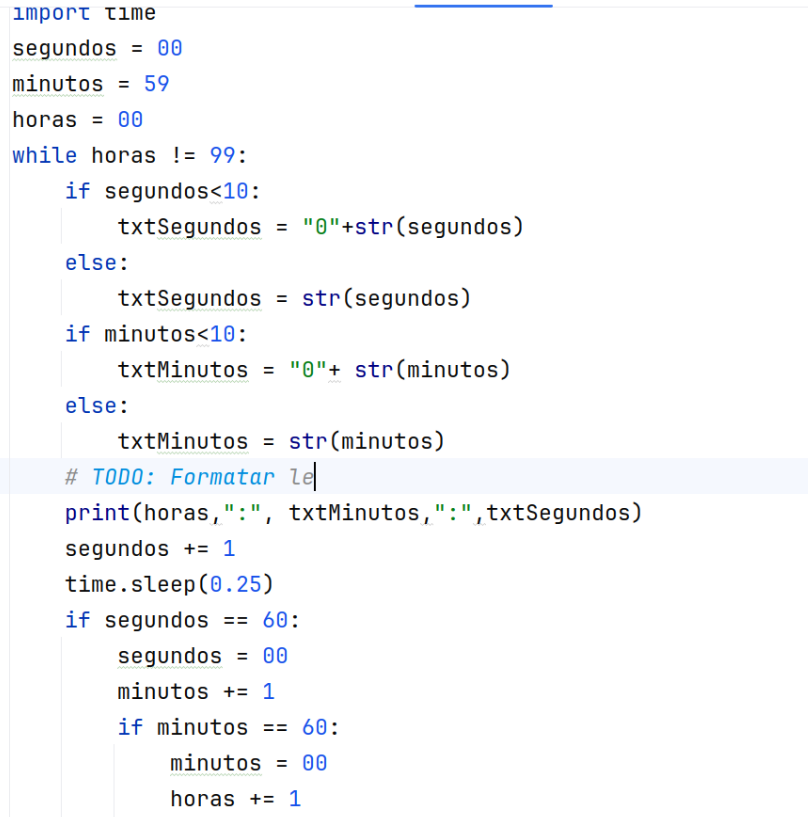 import time
segundos = 00
minutos = 59
horas = 00
while horas != 99:
    if segundos<10:
        txtSegundos = "0"+str(segundos)
    else:
        txtSegundos = str(segundos)
    if minutos<10:
        txtMinutos = "0"+ str(minutos)
    else:
        txtMinutos = str(minutos)
    # TODO: Formatar le
    print(horas,":", txtMinutos,":",txtSegundos)
    segundos += 1
    time.sleep(0.25)
    if segundos == 60:
        segundos = 00
        minutos += 1
        if minutos == 60:
            minutos = 00
            horas += 1